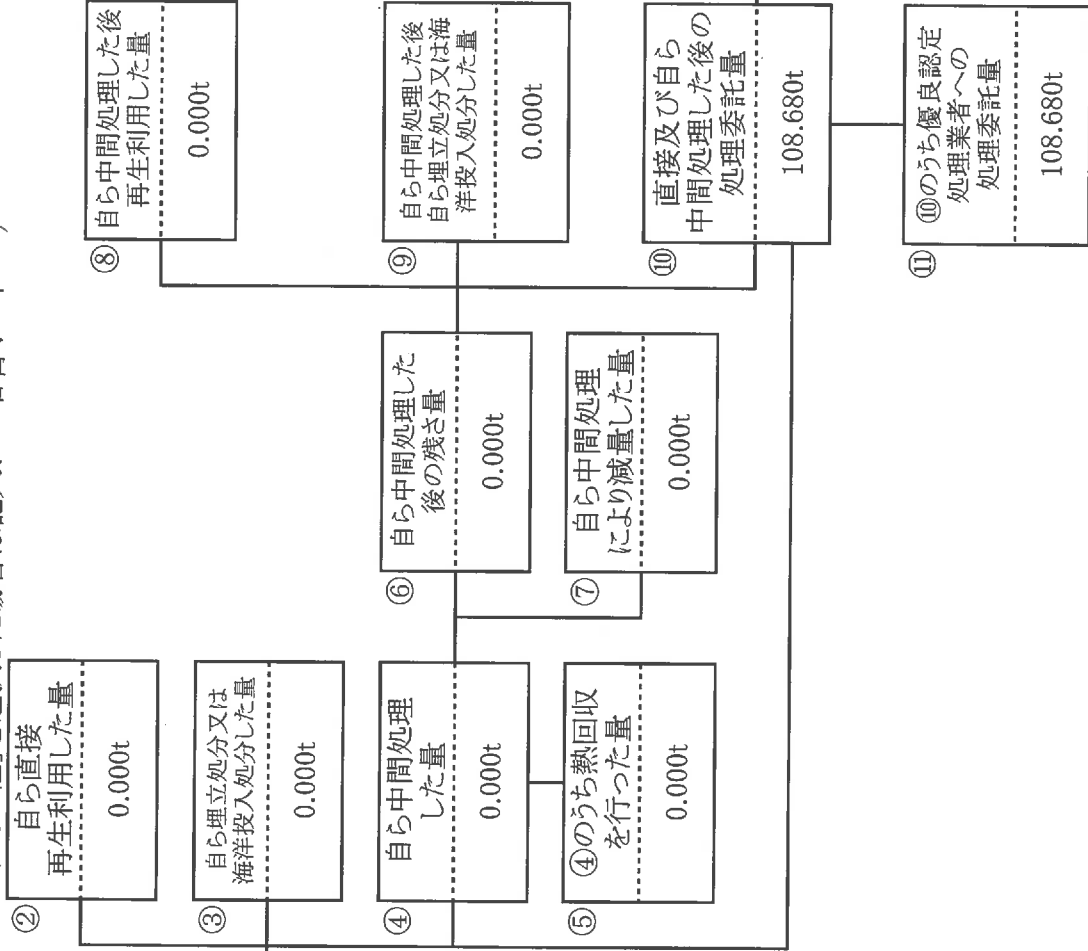 ②
自ら直接
再生利用した量
0.000t
③
自ら埋立処分又は
海洋投入処分した量
0.000t
④
自ら中間処理
した量
0.000t
⑤
④のうち熱回収
を行った量
0.000t
⑥
自ら中間処理した
後の残さ量
0.000t
⑦
自ら中間処理
により減量した量
0.000t
⑧
自ら中間処理した後
再生利用した量
0.000t
⑨
自ら中間処理した後
自ら埋立処分又は海
洋投入処分した量
0.000t
⑩
直接及び自ら
中間処理した後の
処理委託量
108.680t
⑪
⑩のうち優良認定
処理業者への
処理委託量
108.680t